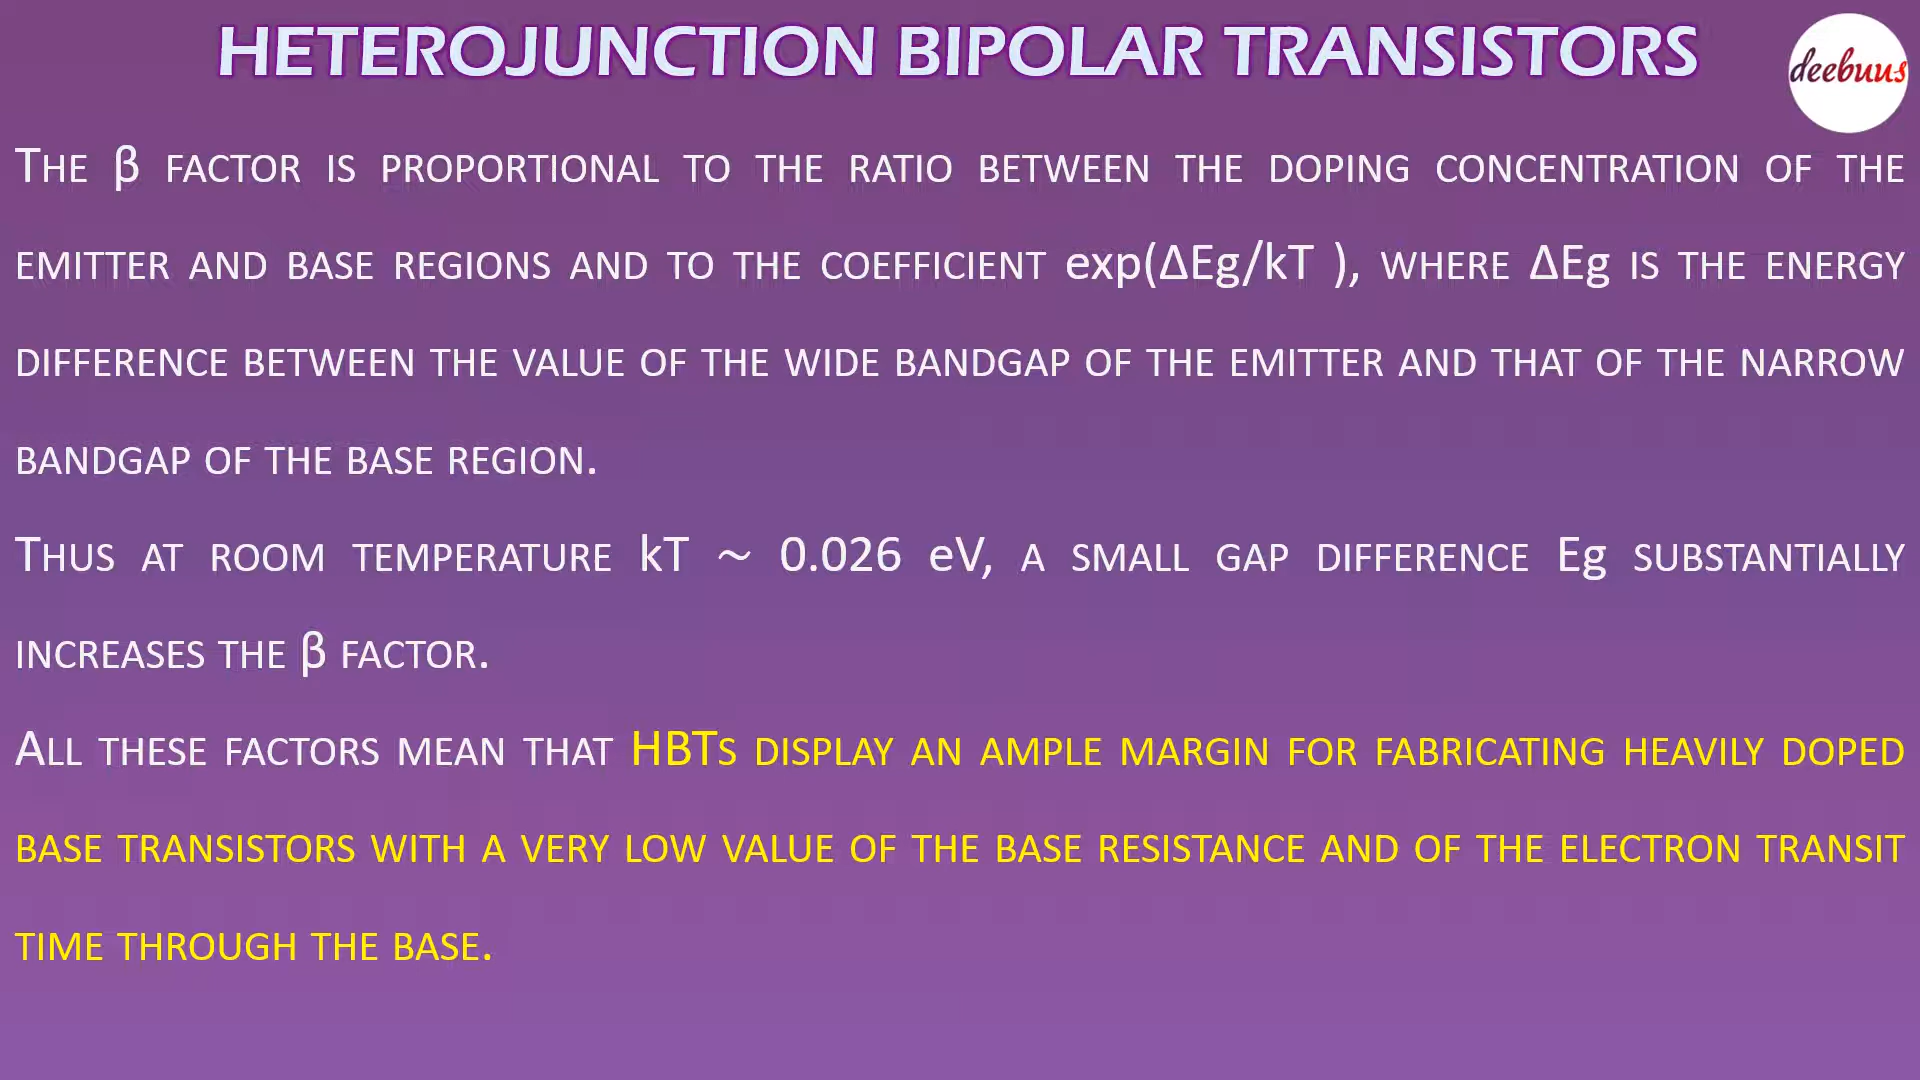 HETEROJUNCTION BIPOLAR TRANSISTORS
deebuus
THE β FACTOR IS PROPORTIONAL TO THE RATIO BETWEEN THE DOPING CONCENTRATION OF THE
EMITTER AND BASE REGIONS AND TO THE COEFFICIENT exp(ΔEg/kT ), WHERE ΔEg IS THE ENERGY
DIFFERENCE BETWEEN THE VALUE OF THE WIDE BANDGAP OF THE EMITTER AND THAT OF THE NARROW
BANDGAP OF THE BASE REGION.
THUS AT ROOM TEMPERATURE kT ~ 0.026 eV, A SMALL GAP DIFFERENCE Eg SUBSTANTIALLY
INCREASES THE β FACTOR.
ALL THESE FACTORS MEAN THAT HBTS DISPLAY AN AMPLE MARGIN FOR FABRICATING HEAVILY DOPED
BASE TRANSISTORS WITH A VERY LOW VALUE OF THE BASE RESISTANCE AND OF THE ELECTRON TRANSIT
TIME THROUGH THE BASE.